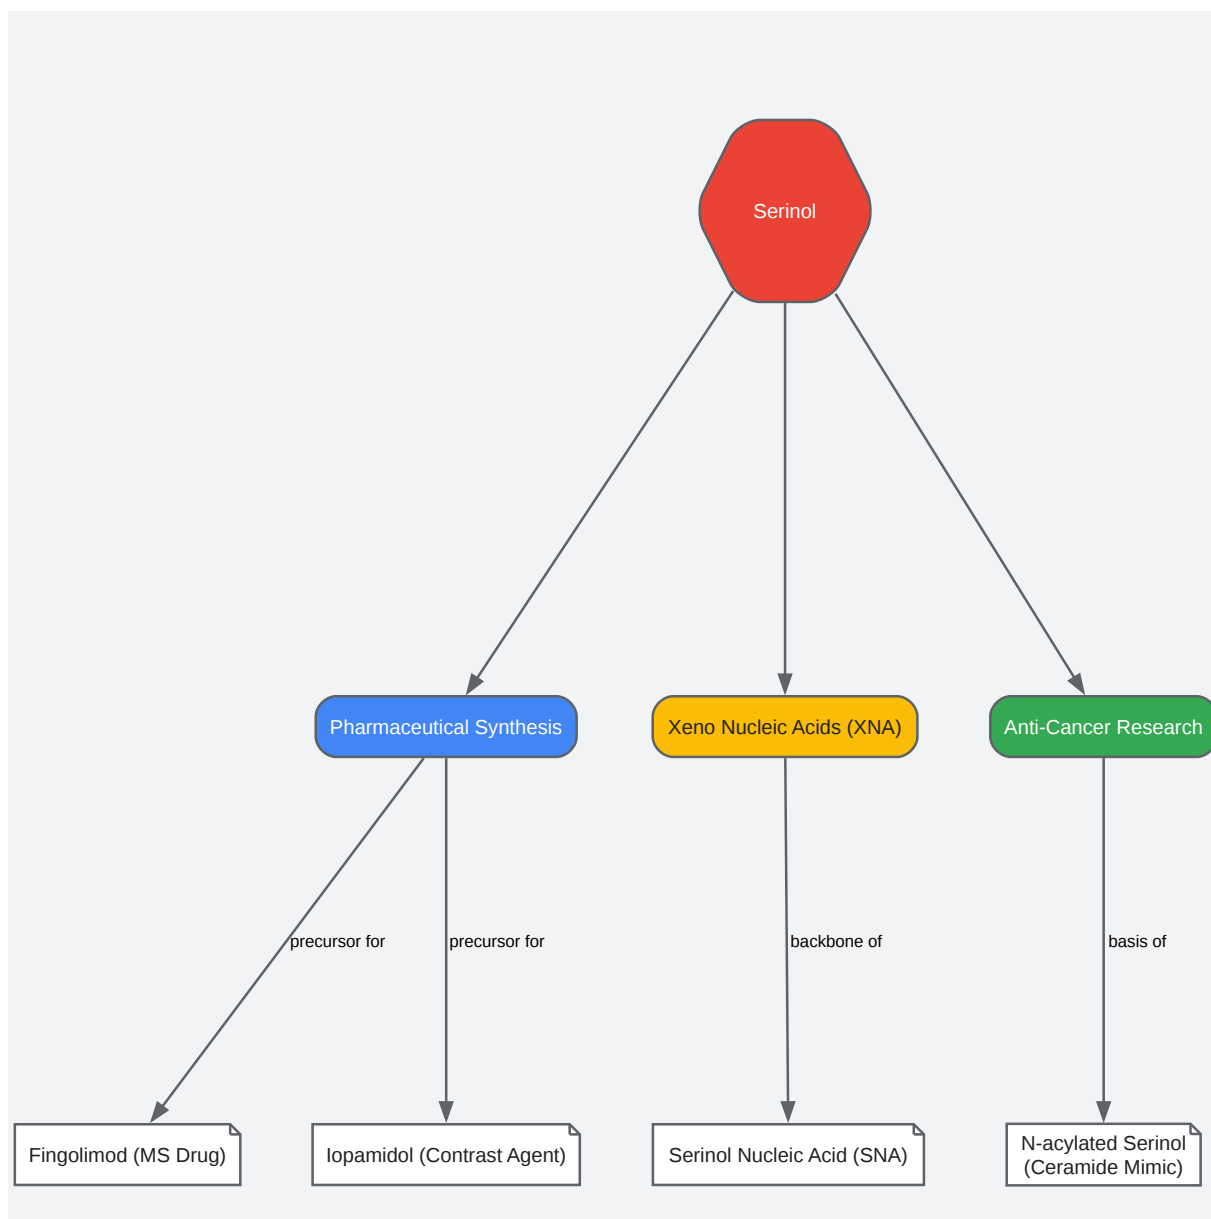 Serinol
Pharmaceutical Synthesis
Xeno Nucleic Acids (XNA)
Anti-Cancer Research
precursor for
precursor for
backbone of
basis of
Fingolimod (MS Drug)
Iopamidol (Contrast Agent)
Serinol Nucleic Acid (SNA)
N-acylated Serinol
(Ceramide Mimic)